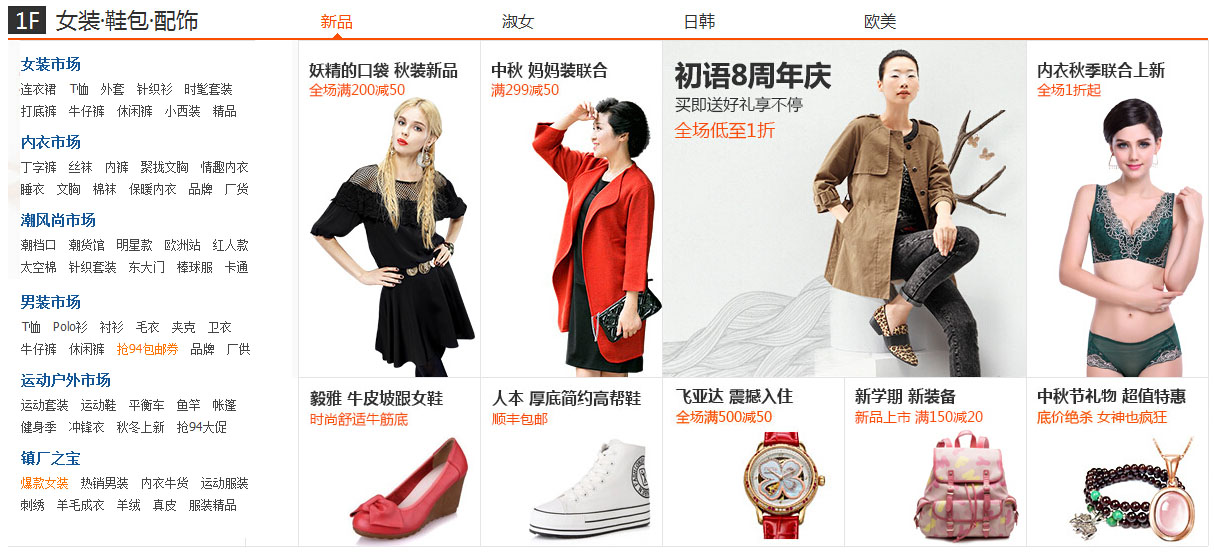 1F 女装·鞋包·配饰
新品 淑女 日韩 欧美
女装市场
连衣裙 T恤 外套 针织衫 时髦套装
打底裤 牛仔裤 休闲裤 小西装 精品
内衣市场
丁字裤 丝袜 内裤 聚拢文胸 情趣内衣
睡衣 文胸 棉袜 保暖内衣 品牌 厂货
潮风尚市场
潮档口 潮货馆 明星款 欧洲站 红人款
太空棉 针织套装 东大门 棒球服 卡通
男装市场
T恤 Polo衫 衬衫 毛衣 夹克 卫衣
牛仔裤 休闲裤 抢94包邮券 品牌 厂供
运动户外市场
运动套装 运动鞋 平衡车 鱼竿 帐篷
健身季 冲锋衣 秋冬上新 抢94大促
镇厂之宝
爆款女装 热销男装 内衣牛货 运动服装
刺绣 羊毛成衣 羊绒 真皮 服装精品
妖精的口袋 秋装新品
全场满200减50
中秋 妈妈装联合
满299减50
初语8周年庆
买即送好礼享不停
全场低至1折
内衣秋季联合上新
全场1折起
毅雅 牛皮坡跟女鞋
时尚舒适牛筋底
人本 厚底简约高帮鞋
顺丰包邮
飞亚达 震撼入住
全场满500减50
新学期 新装备
新品上市 满150减20
中秋节礼物 超值特惠
底价绝杀 女神也疯狂